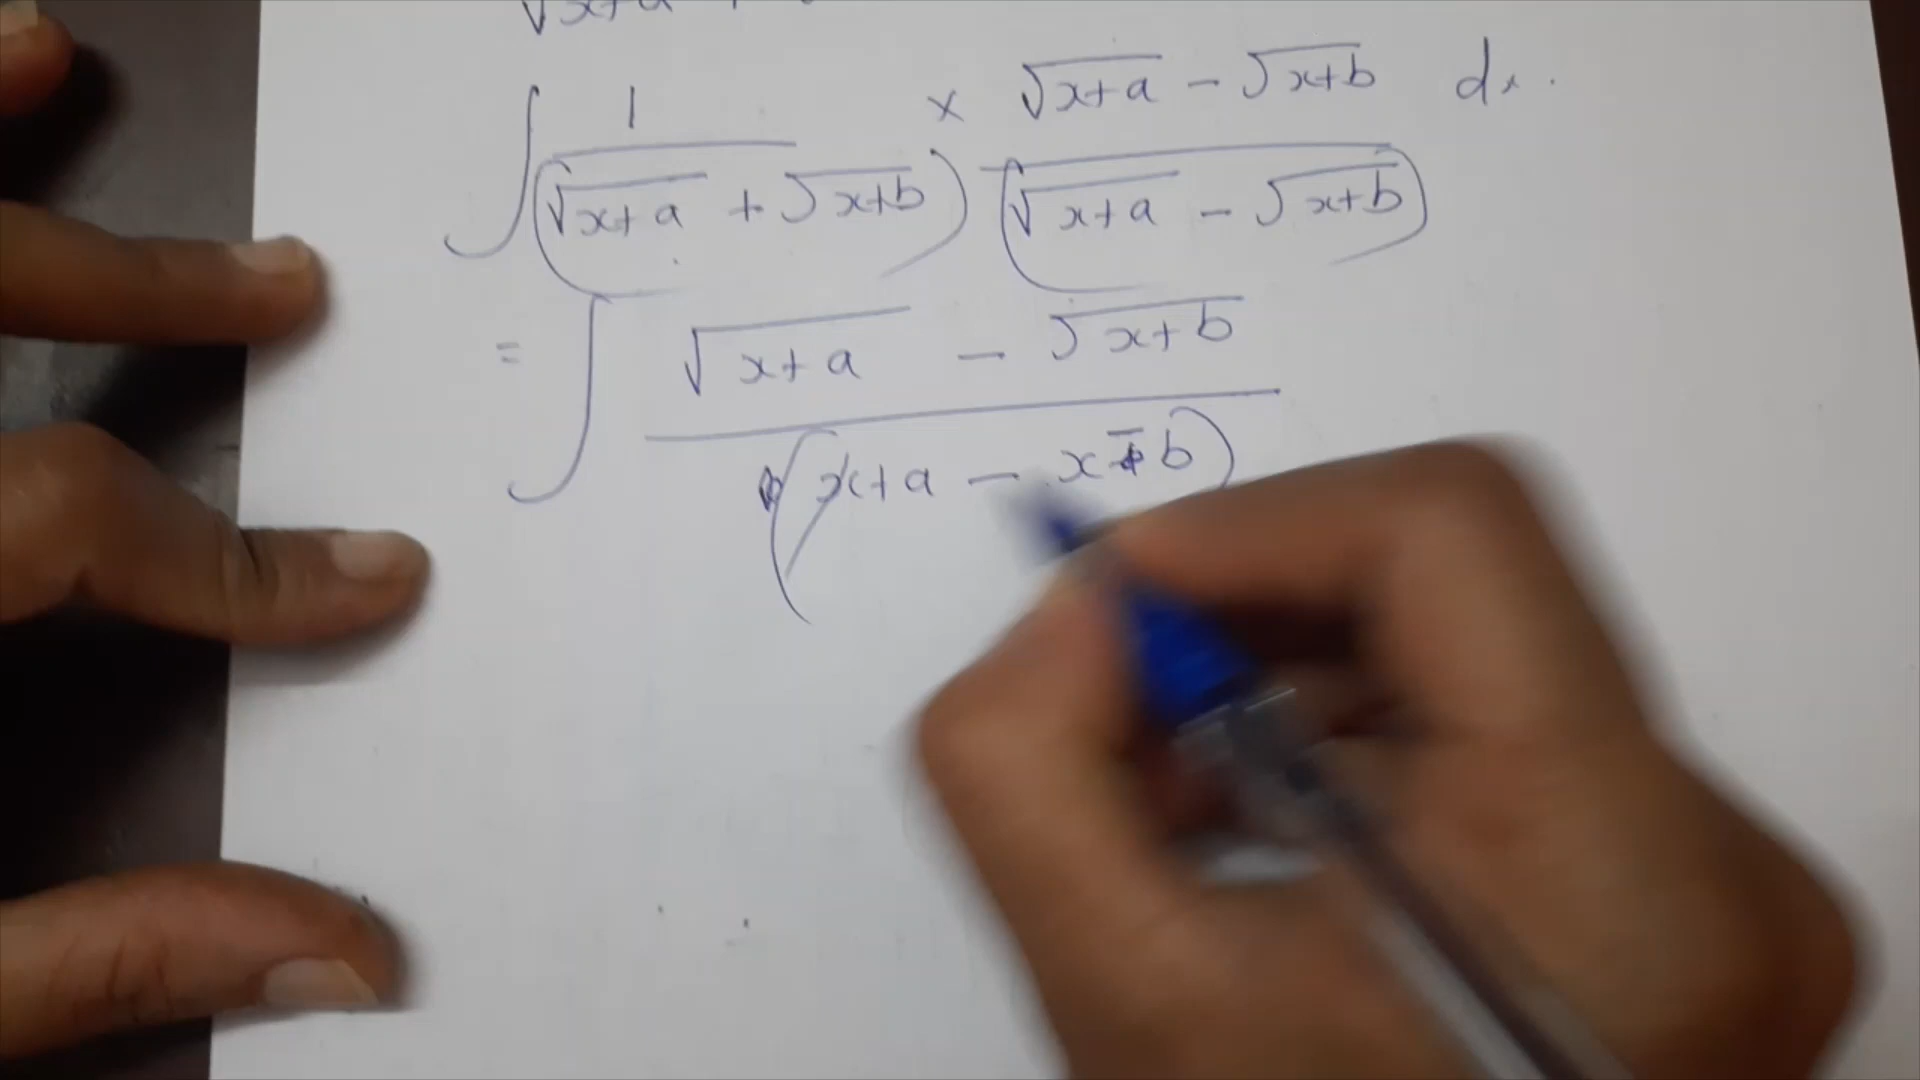 √x+a +
∫ 1 / (√x+a + √x+b) × √x+a − √x+b / (√x+a − √x+b) dx.
= ∫ √x+a − √x+b / (x+a − x−b)